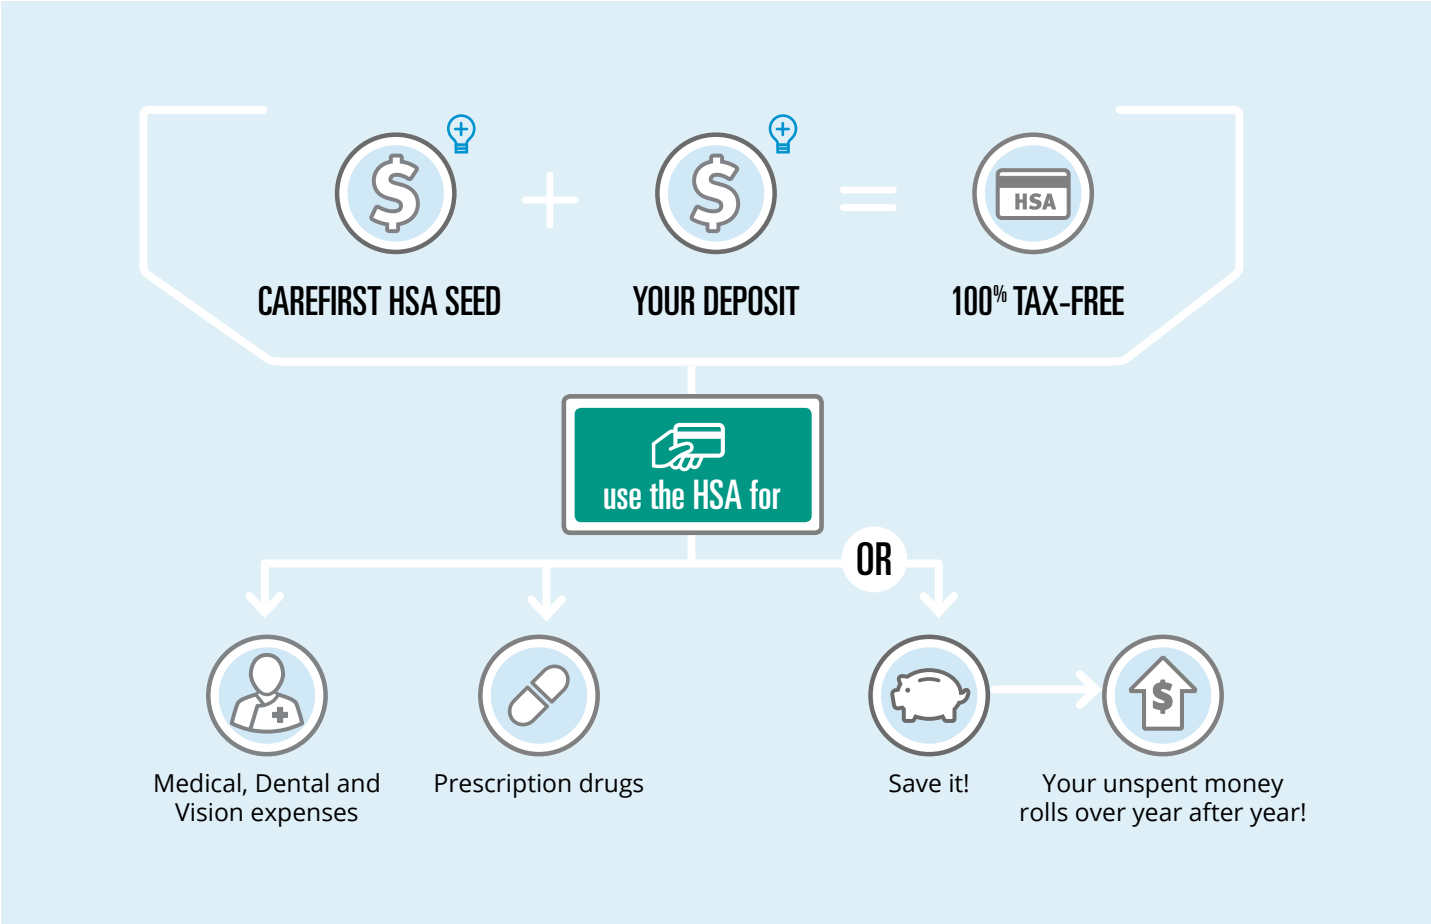 HSA
CAREFIRST HSA SEED
YOUR DEPOSIT
100% TAX-FREE
use the HSA for
OR
$
Medical, Dental and
Vision expenses
Prescription drugs
Save it!
Your unspent money
rolls over year after year!